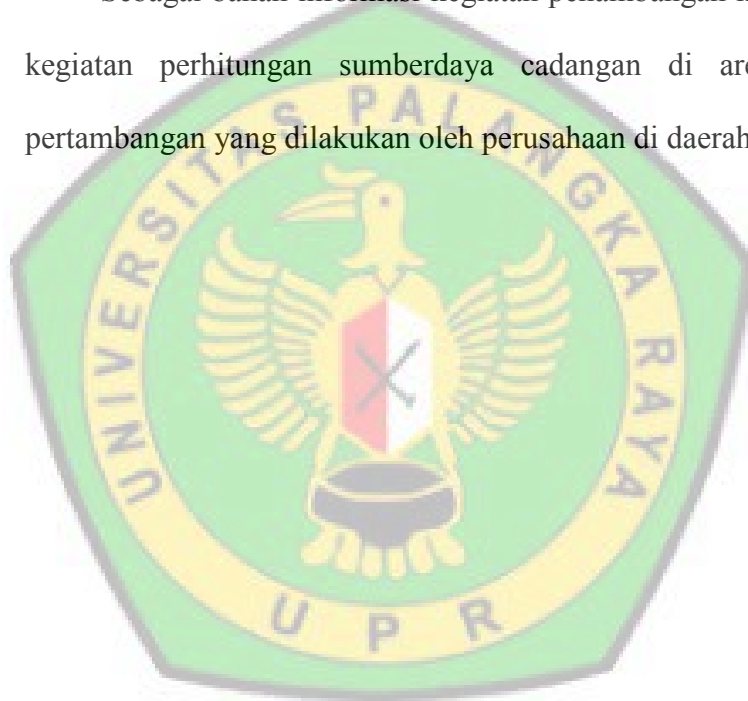 Sebagai bahan informasi kegiatan penambangan
kegiatan perhitungan sumberdaya cadangan di
pertambangan yang dilakukan oleh perusahaan di daerah
UNIVERSITAS PALANGKA RAYA
UPR